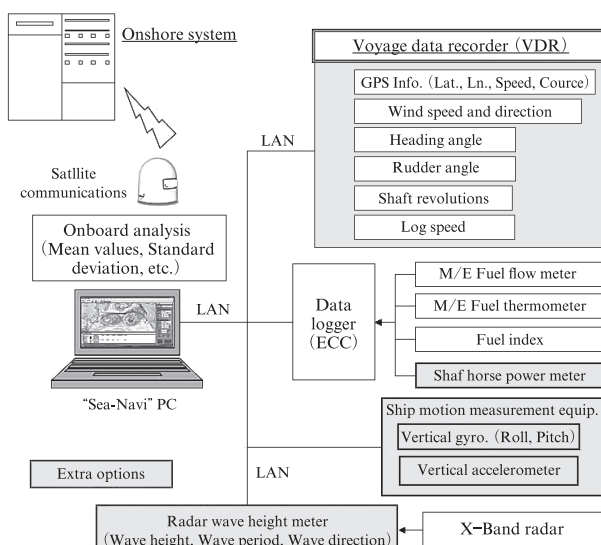 Onshore system
Satllite
communications
Onboard analysis
(Mean values, Standard
deviation, etc.)
"Sea-Navi" PC
Extra options
LAN
LAN
LAN
Voyage data recorder (VDR)
GPS Info. (Lat., Ln., Speed, Cource)
Wind speed and direction
Heading angle
Rudder angle
Shaft revolutions
Log speed
Data
logger
(ECC)
M/E Fuel flow meter
M/E Fuel thermometer
Fuel index
Shaf horse power meter
Ship motion measurement equip.
Vertical gyro. (Roll, Pitch)
Vertical accelerometer
Radar wave height meter
(Wave height, Wave period, Wave direction)
X-Band radar